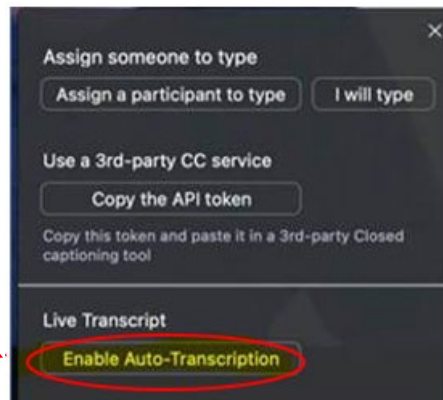 Assign someone to type
Assign a participant to type I will type
Use a 3rd-party CC service
Copy the API token
Copy this token and paste it in a 3rd-party Closed
captioning tool
Live Transcript
Enable Auto-Transcription